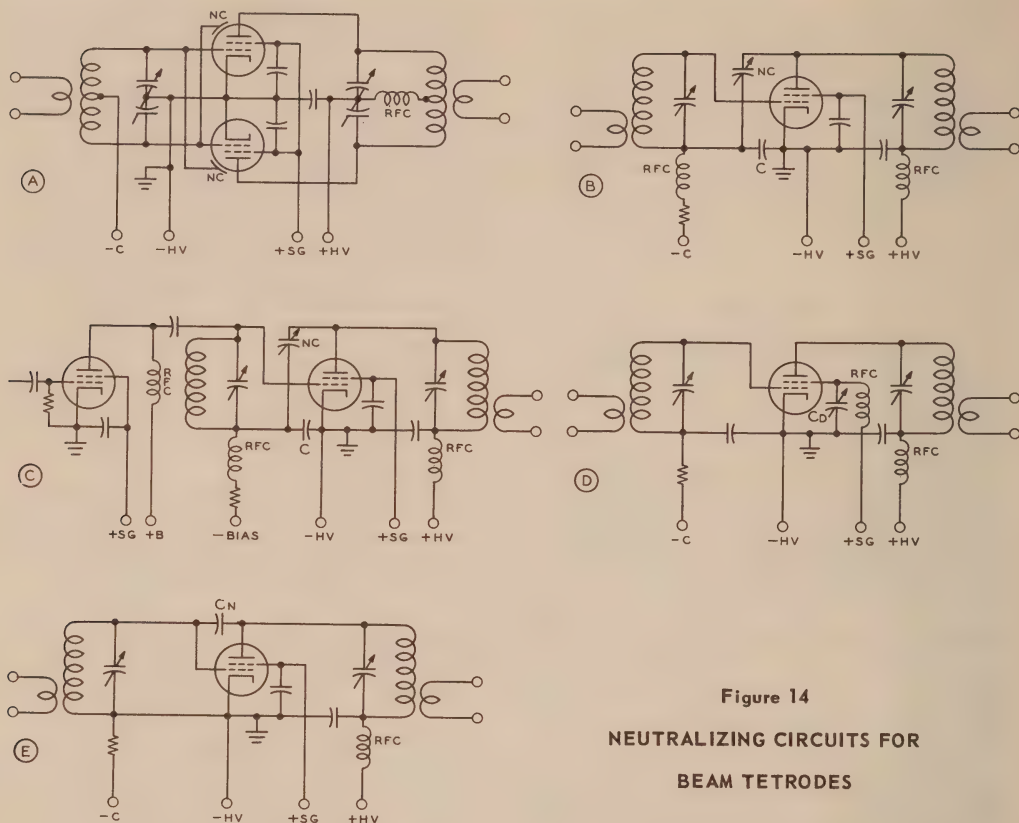 NC
RFC
NC
A
-C
-HV
+SG
+HV
NC
RFC
C
RFC
B
-C
-HV
+SG
+HV
RFC
NC
RFC
C
RFC
C
+SG
+B
-BIAS
-HV
+SG
+HV
RFC
CD
RFC
D
-C
-HV
+SG
+HV
CN
RFC
E
-C
-HV
+SG
+HV
Figure 14
NEUTRALIZING CIRCUITS FOR
BEAM TETRODES